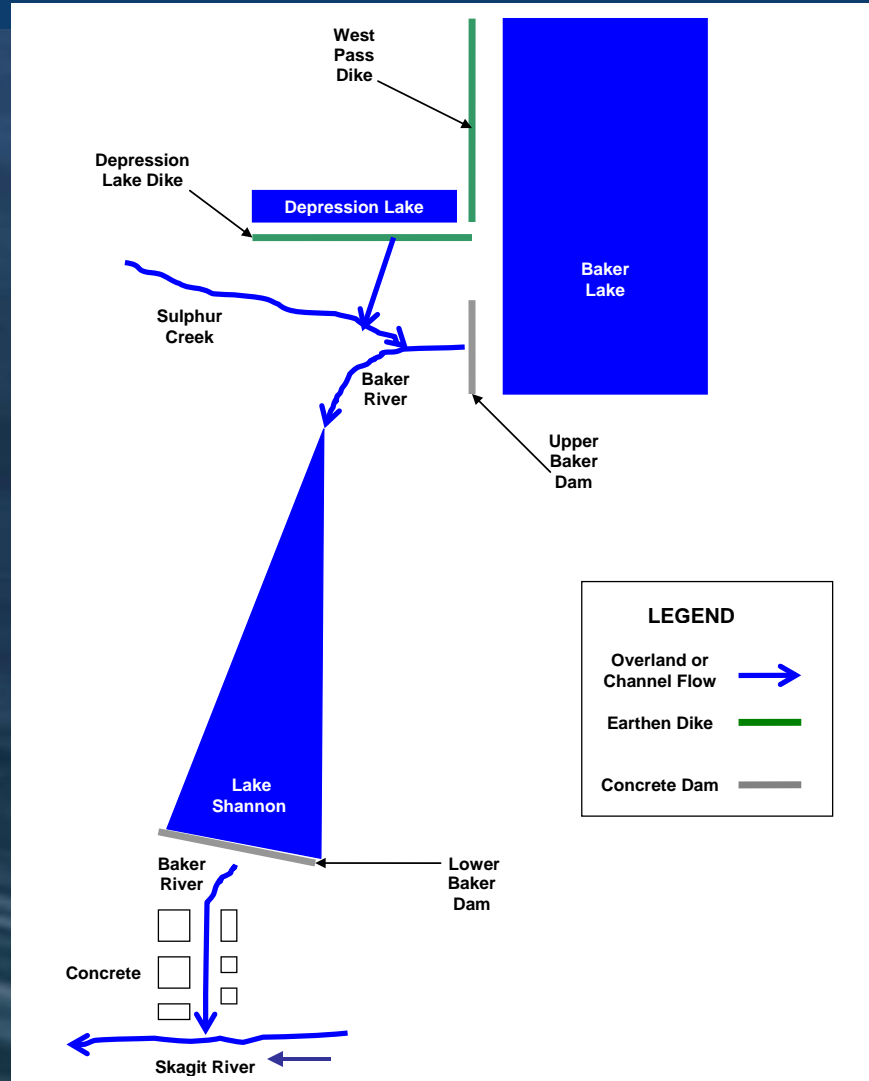 West
Pass
Dike
Depression
Lake Dike
Depression Lake
Baker
Lake
Sulphur
Creek
Baker
River
Upper
Baker
Dam
LEGEND
Overland or
Channel Flow
Earthen Dike
Concrete Dam
Lake
Shannon
Baker
River
Lower
Baker
Dam
Concrete
Skagit River